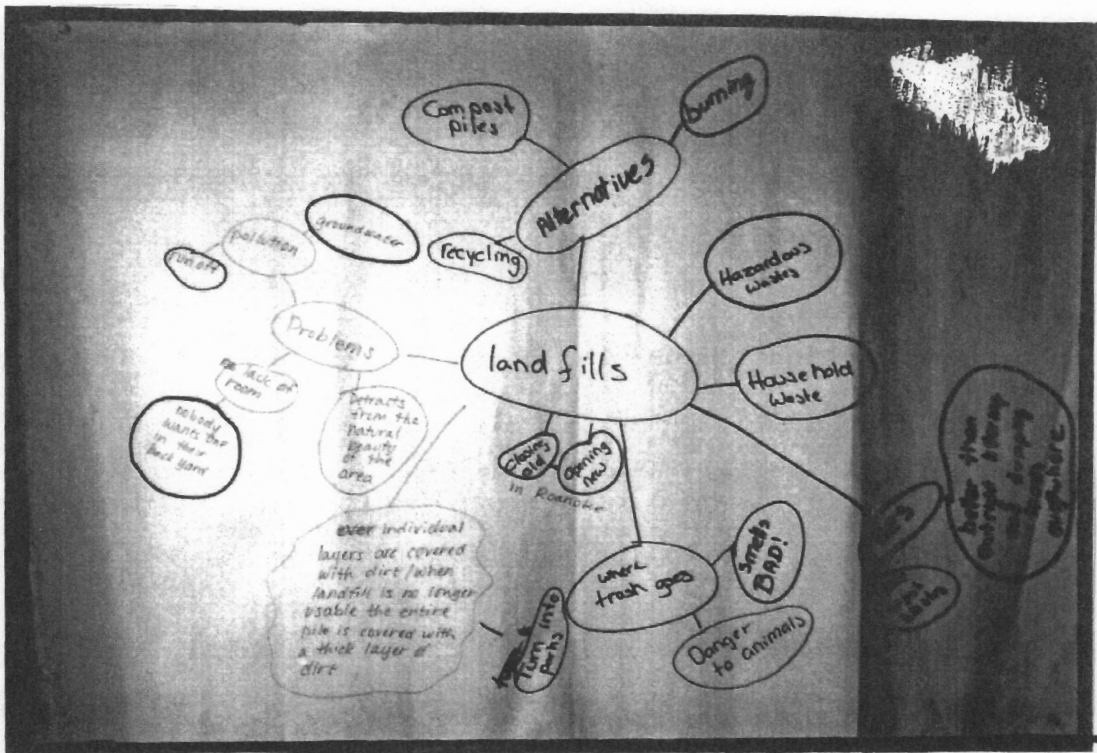 Compost
piles
burning
Alternatives
recycling
groundwater
pollution
runoff
Problems
lack of
room
nobody
wants
in their
back yard
Detracts
from the
natural
beauty
of the
area
land fills
Hazardous
wastes
Household
waste
closing
old
opening
new
in Roanoke
where
trash goes
smells
BAD!
Danger
to animals
Turn into
parks
individual
layers are covered
with dirt/when
landfill is no longer
usable the entire
pile is covered with
a thick layer of
dirt
better than
outright
and dumping
anywhere